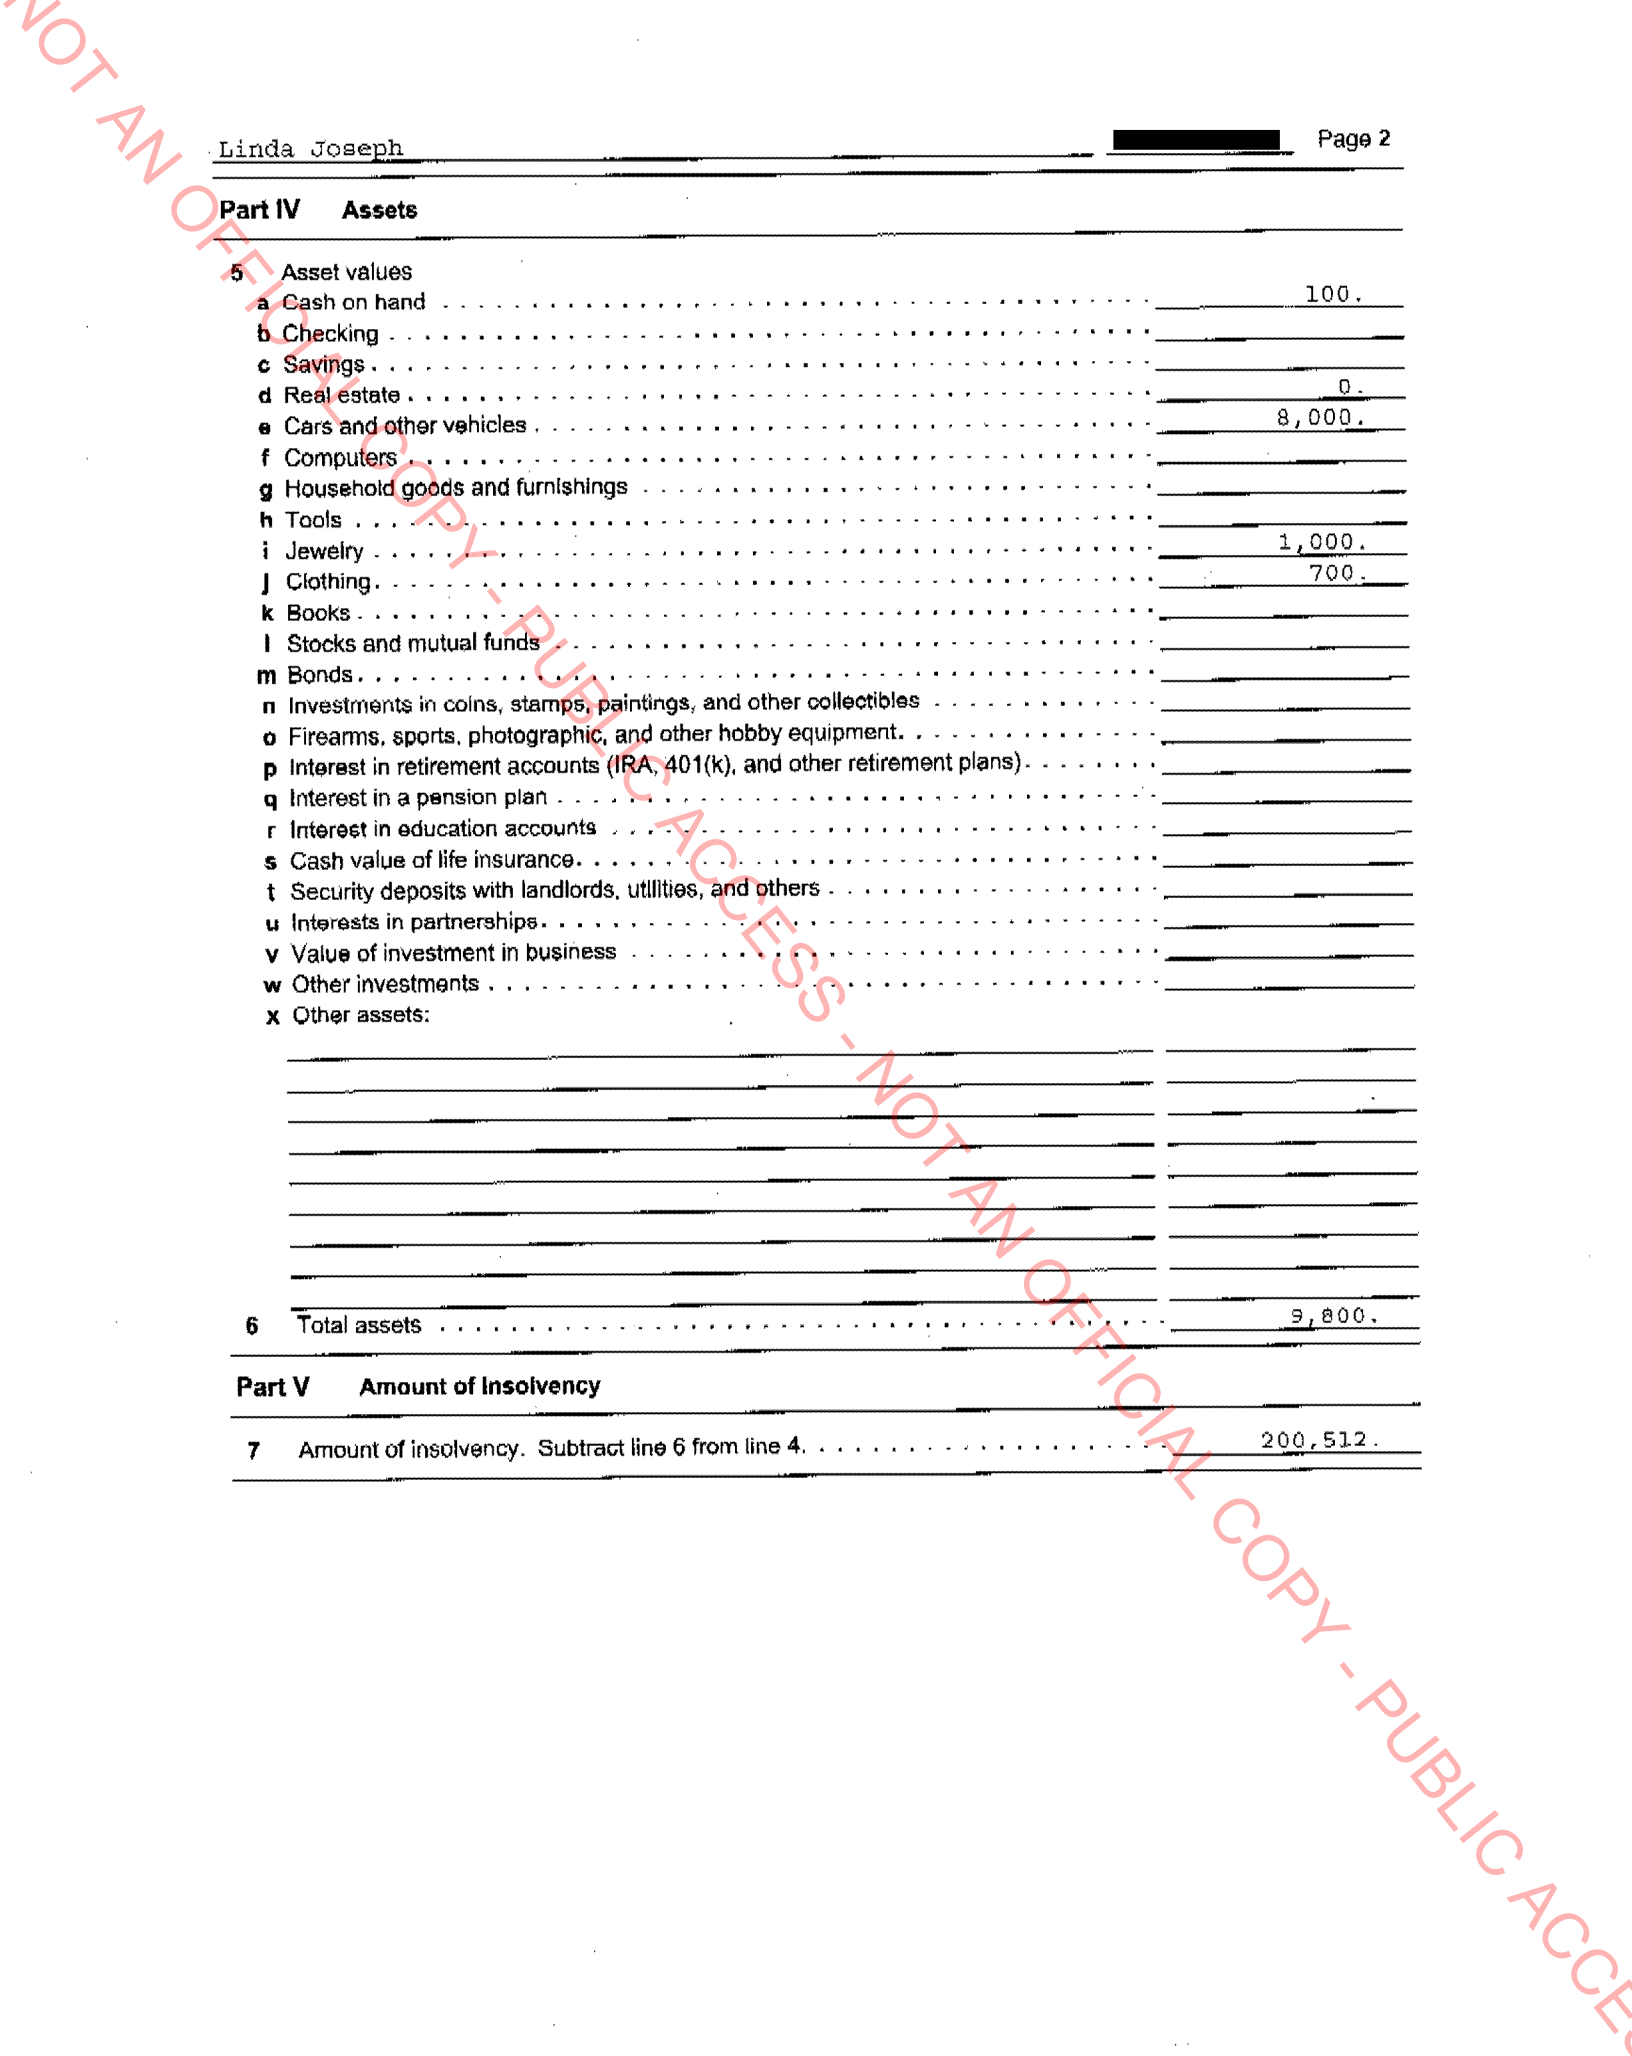 Linda Joseph Page 2
Part IV Assets
5 Asset values
a Cash on hand 100.
b Checking
c Savings
d Real estate 0.
e Cars and other vehicles 8,000.
f Computers
g Household goods and furnishings
h Tools
i Jewelry 1,000.
j Clothing 700.
k Books
l Stocks and mutual funds
m Bonds
n Investments in coins, stamps, paintings, and other collectibles
o Firearms, sports, photographic, and other hobby equipment
p Interest in retirement accounts (IRA, 401(k), and other retirement plans)
q Interest in a pension plan
r Interest in education accounts
s Cash value of life insurance
t Security deposits with landlords, utilities, and others
u Interests in partnerships
v Value of investment in business
w Other investments
x Other assets:
6 Total assets 9,800.
Part V Amount of Insolvency
7 Amount of insolvency. Subtract line 6 from line 4. 200,512.
NOT AN OFFICIAL COPY - PUBLIC ACCESS - NOT AN OFFICIAL COPY - PUBLIC ACCESS